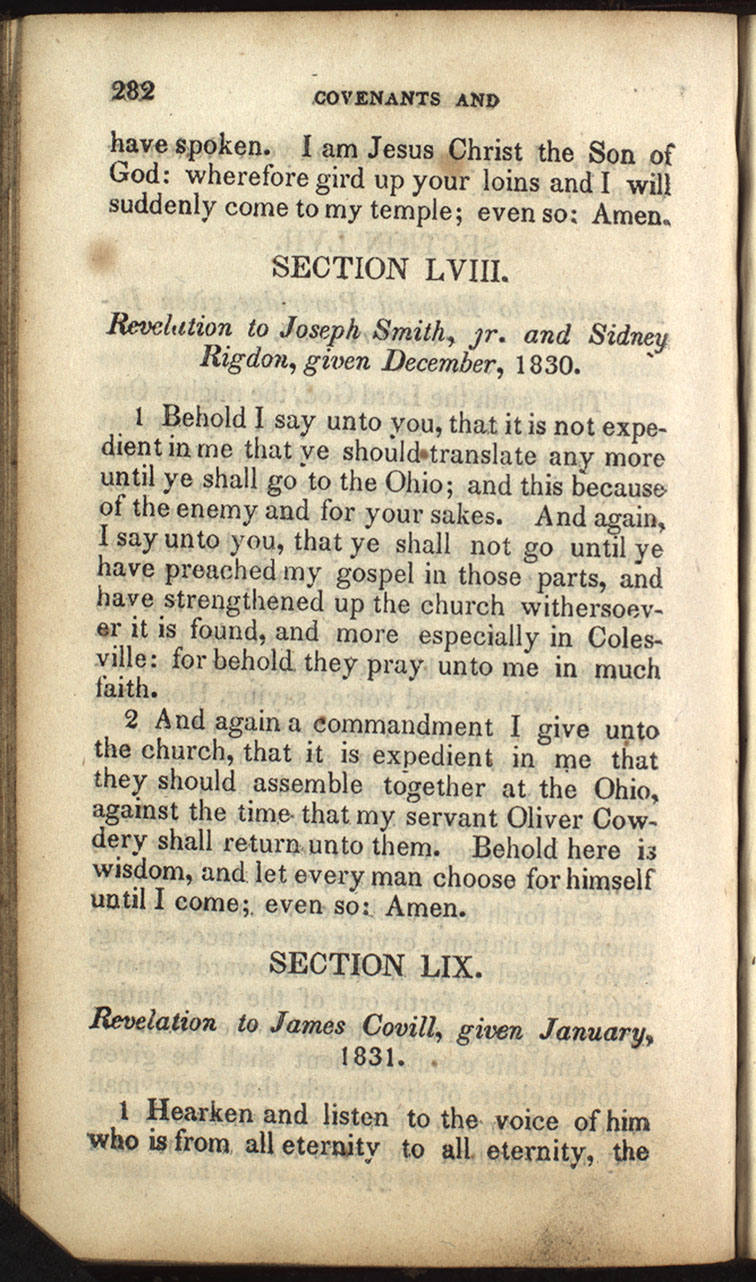 282 COVENANTS AND
have spoken. I am Jesus Christ the Son of
God: wherefore gird up your loins and I will
suddenly come to my temple; even so: Amen.
SECTION LVIII.
Revelation to Joseph Smith, jr. and Sidney
Rigdon, given December, 1830.
1 Behold I say unto you, that it is not expe-
dient in me that ye should translate any more
until ye shall go to the Ohio; and this because
of the enemy and for your sakes. And again,
I say unto you, that ye shall not go until ye
have preached my gospel in those parts, and
have strengthened up the church withersoev-
er it is found, and more especially in Coles-
ville: for behold they pray unto me in much
faith.
2 And again a commandment I give unto
the church, that it is expedient in me that
they should assemble together at the Ohio,
against the time that my servant Oliver Cow-
dery shall return unto them. Behold here is
wisdom, and let every man choose for himself
until I come; even so: Amen.
SECTION LIX.
Revelation to James Covill, given January,
1831.
1 Hearken and listen to the voice of him
who is from all eternity to all eternity, the